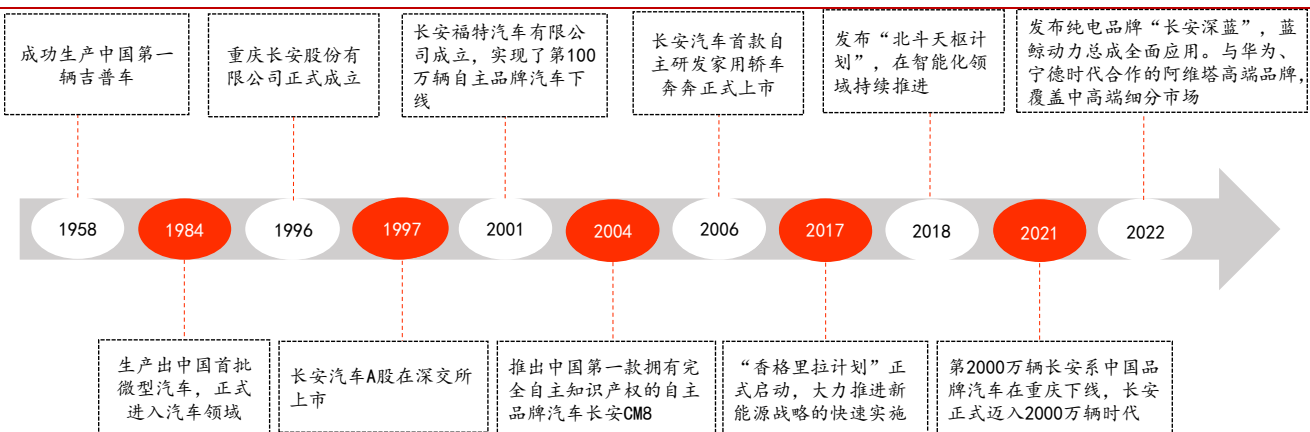 成功生产中国第一
辆吉普车
重庆长安股份有
限公司正式成立
长安福特汽车有限公
司成立，实现了第100
万辆自主品牌汽车下
线
长安汽车首款自
主研发家用轿车
奔奔正式上市
发布“北斗天枢计
划”，在智能化领
域持续推进
发布纯电品牌“长安深蓝”，蓝
鲸动力总成全面应用。与华为、
宁德时代合作的阿维塔高端品牌，
覆盖中高端细分市场
1958
1984
1996
1997
2001
2004
2006
2017
2018
2021
2022
生产出中国首批
微型汽车，正式
进入汽车领域
长安汽车A股在深交所
上市
推出中国第一款拥有完
全自主知识产权的自主
品牌汽车长安CM8
“香格里拉计划”正
式启动，大力推进新
能源战略的快速实施
第2000万辆长安系中国品
牌汽车在重庆下线，长安
正式迈入2000万辆时代